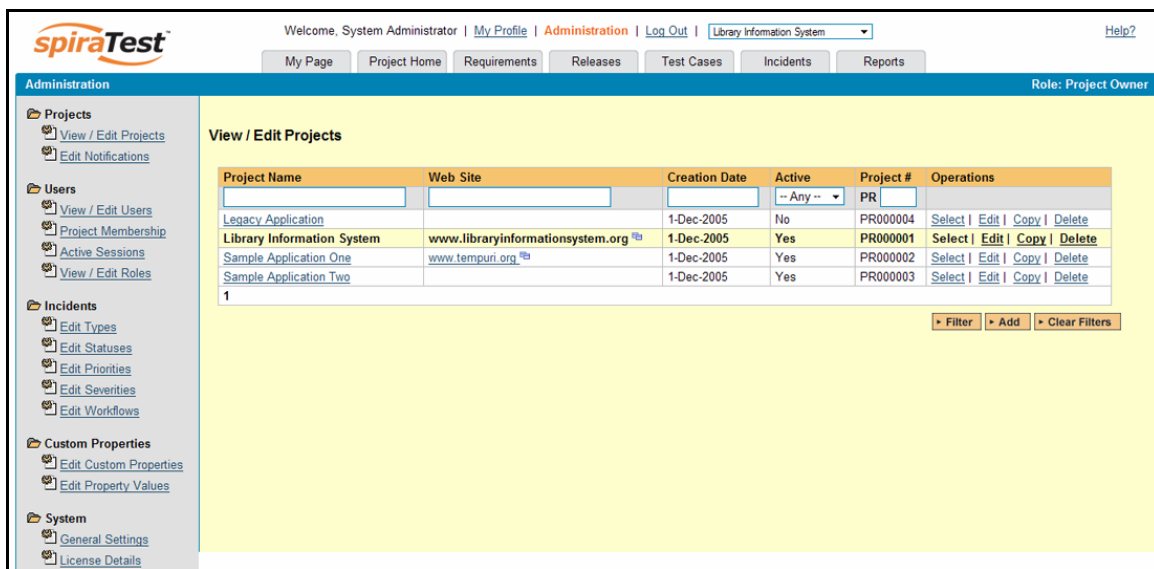 spiraTest™
Welcome, System Administrator | My Profile | Administration | Log Out | Library Information System
Help?
My Page Project Home Requirements Releases Test Cases Incidents Reports
Administration
Role: Project Owner
Projects
View / Edit Projects
Edit Notifications
Users
View / Edit Users
Project Membership
Active Sessions
View / Edit Roles
Incidents
Edit Types
Edit Statuses
Edit Priorities
Edit Severities
Edit Workflows
Custom Properties
Edit Custom Properties
Edit Property Values
System
General Settings
License Details
View / Edit Projects
Project Name Web Site Creation Date Active Project # Operations
-- Any -- PR
Legacy Application 1-Dec-2005 No PR000004 Select | Edit | Copy | Delete
Library Information System www.libraryinformationsystem.org 1-Dec-2005 Yes PR000001 Select | Edit | Copy | Delete
Sample Application One www.tempuri.org 1-Dec-2005 Yes PR000002 Select | Edit | Copy | Delete
Sample Application Two 1-Dec-2005 Yes PR000003 Select | Edit | Copy | Delete
1
Filter Add Clear Filters